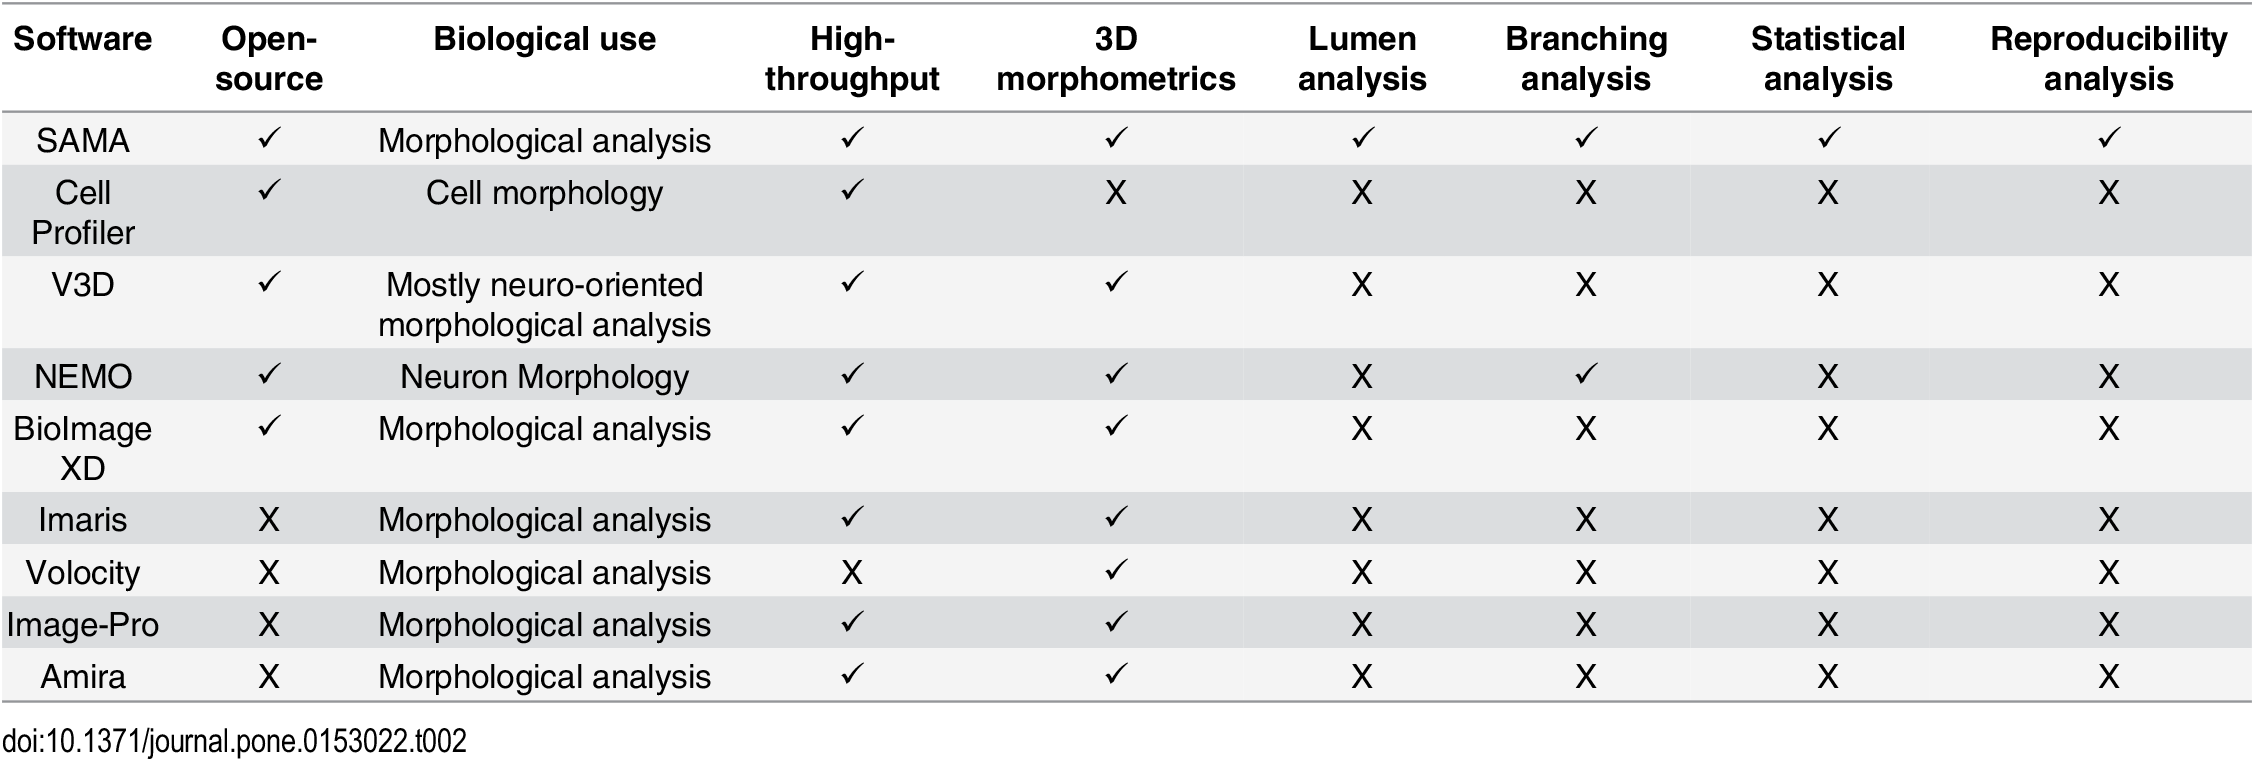 Software Open-source Biological use High-throughput 3D morphometrics Lumen analysis Branching analysis Statistical analysis Reproducibility analysis
SAMA ✓ Morphological analysis ✓ ✓ ✓ ✓ ✓ ✓
Cell Profiler ✓ Cell morphology ✓ X X X X X
V3D ✓ Mostly neuro-oriented morphological analysis ✓ ✓ X X X X
NEMO ✓ Neuron Morphology ✓ ✓ X ✓ X X
BioImage XD ✓ Morphological analysis ✓ ✓ X X X X
Imaris X Morphological analysis ✓ ✓ X X X X
Volocity X Morphological analysis X ✓ X X X X
Image-Pro X Morphological analysis ✓ ✓ X X X X
Amira X Morphological analysis ✓ ✓ X X X X
doi:10.1371/journal.pone.0153022.t002